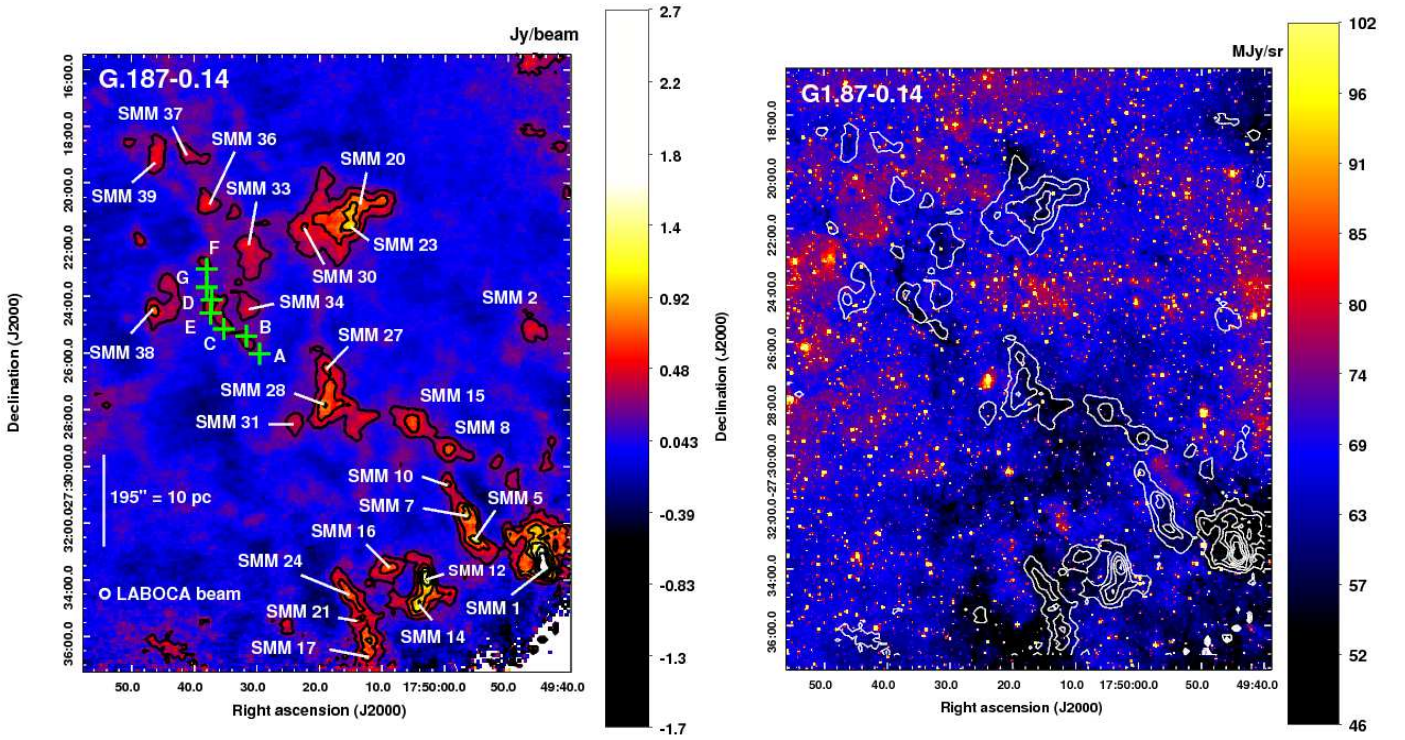 Jy/beam
G.187-0.14
SMM 37
SMM 36
SMM 20
SMM 39
SMM 33
SMM 23
F
SMM 30
G
D
SMM 34
SMM 2
E
B
C
SMM 38
A
SMM 27
SMM 28
SMM 15
SMM 31
SMM 8
SMM 10
195" = 10 pc
SMM 7
SMM 5
SMM 16
SMM 24
SMM 12
LABOCA beam
SMM 21
SMM 1
SMM 14
SMM 17
Declination (J2000)
16:00.0
18:30.0
20:00.0
22:00.0
24:00.0
26:00.0
28:00.0
32:00.0-27:30:00.0
34:00.0
36:00.0
50.0 40.0 30.0 20.0 10.0 17:50:00.0 50.0 49:40.0
Right ascension (J2000)
2.7
2.2
1.8
1.4
0.92
0.48
0.043
-0.39
-0.83
-1.3
-1.7
MJy/sr
G1.87-0.14
Declination (J2000)
18:00.0
20:00.0
22:00.0
24:00.0
26:00.0
28:00.0
32:00.0-27:30:00.0
34:00.0
36:00.0
50.0 40.0 30.0 20.0 10.0 17:50:00.0 50.0 49:40.0
Right ascension (J2000)
102
96
91
85
80
74
69
63
57
52
46